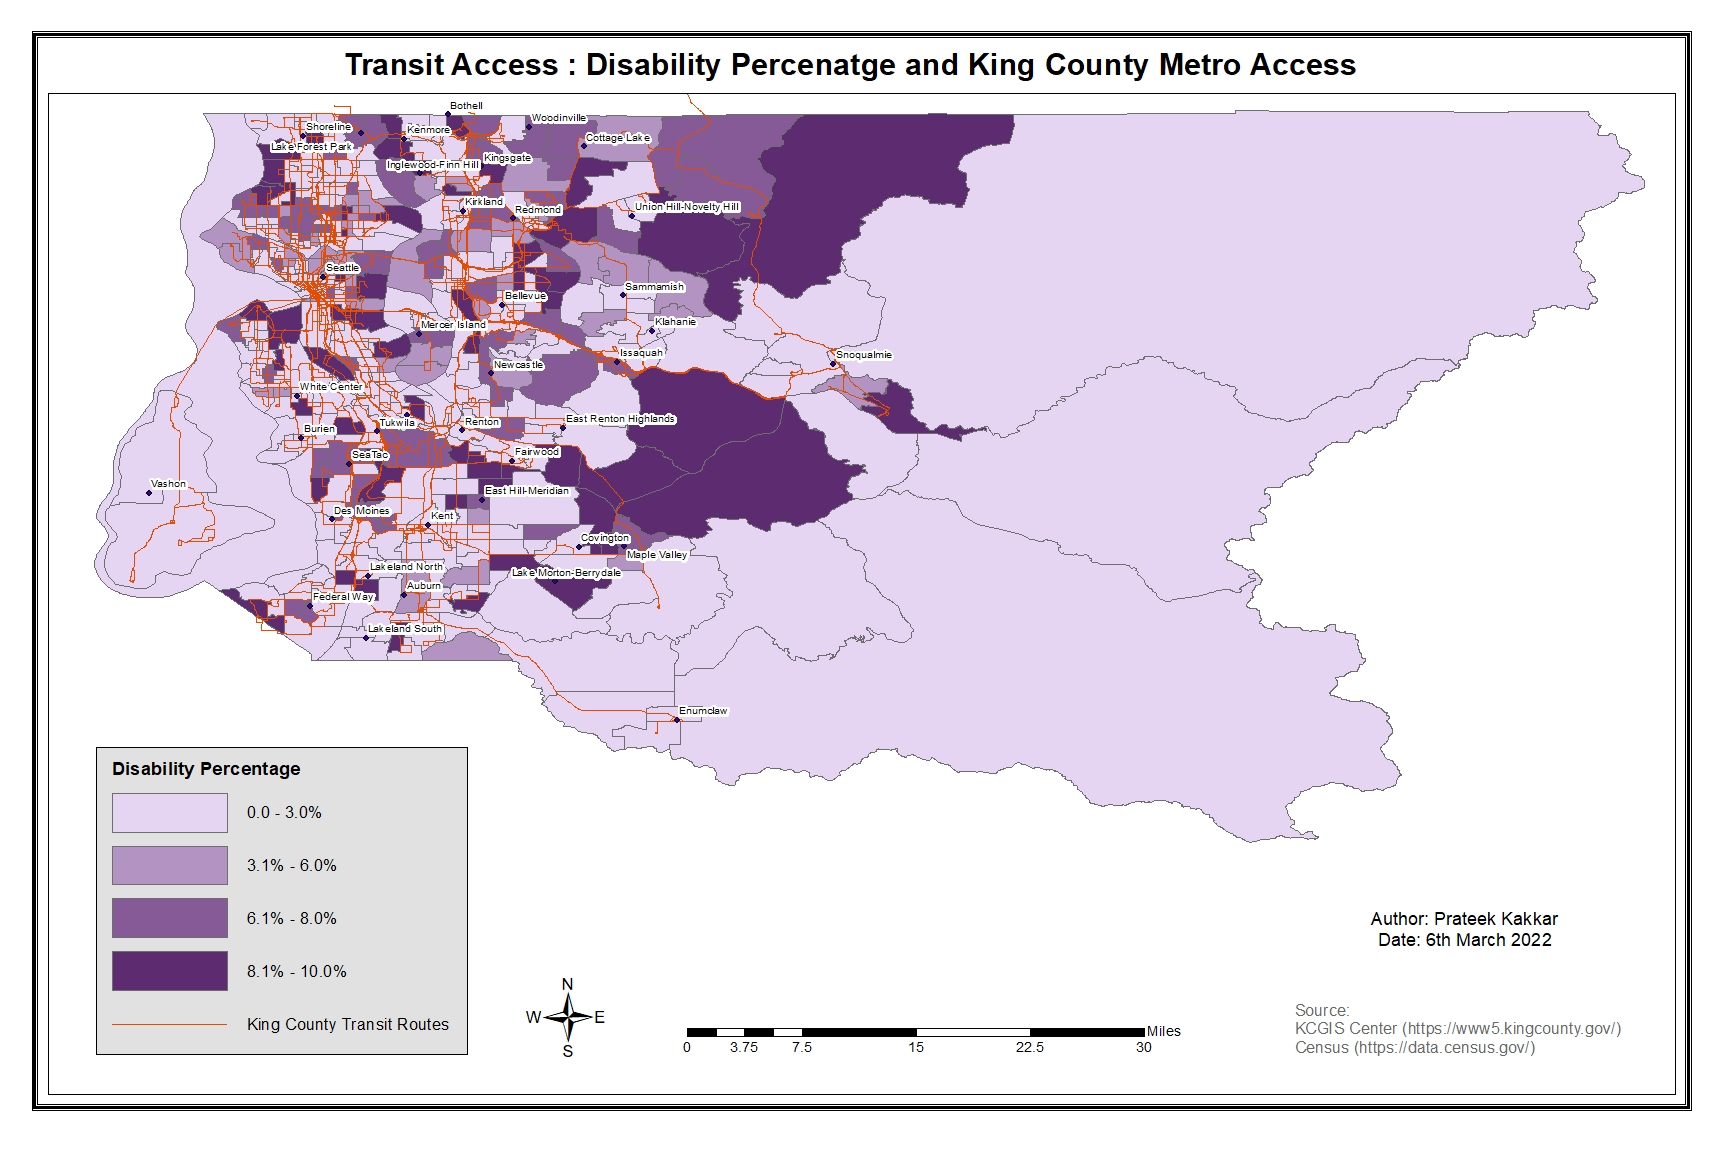 Transit Access : Disability Percenatge and King County Metro Access
Bothell
Woodinville
Shoreline
Kenmore
Cottage Lake
Lake Forest Park
Kingsgate
Inglewood-Finn Hill
Kirkland
Redmond
Union Hill-Novelty Hill
Seattle
Sammamish
Bellevue
Mercer Island
Klahanie
Issaquah
Snoqualmie
Newcastle
White Center
East Renton Highlands
Tukwila
Renton
Burien
SeaTac
Fairwood
Vashon
East Hill-Meridian
Des Moines
Kent
Covington
Maple Valley
Lakeland North
Lake Morton-Berrydale
Auburn
Federal Way
Lakeland South
Enumclaw
Disability Percentage
0.0 - 3.0%
3.1% - 6.0%
6.1% - 8.0%
8.1% - 10.0%
King County Transit Routes
N
W E
S
Miles
0 3.75 7.5 15 22.5 30
Author: Prateek Kakkar
Date: 6th March 2022
Source:
KCGIS Center (https://www5.kingcounty.gov/)
Census (https://data.census.gov/)